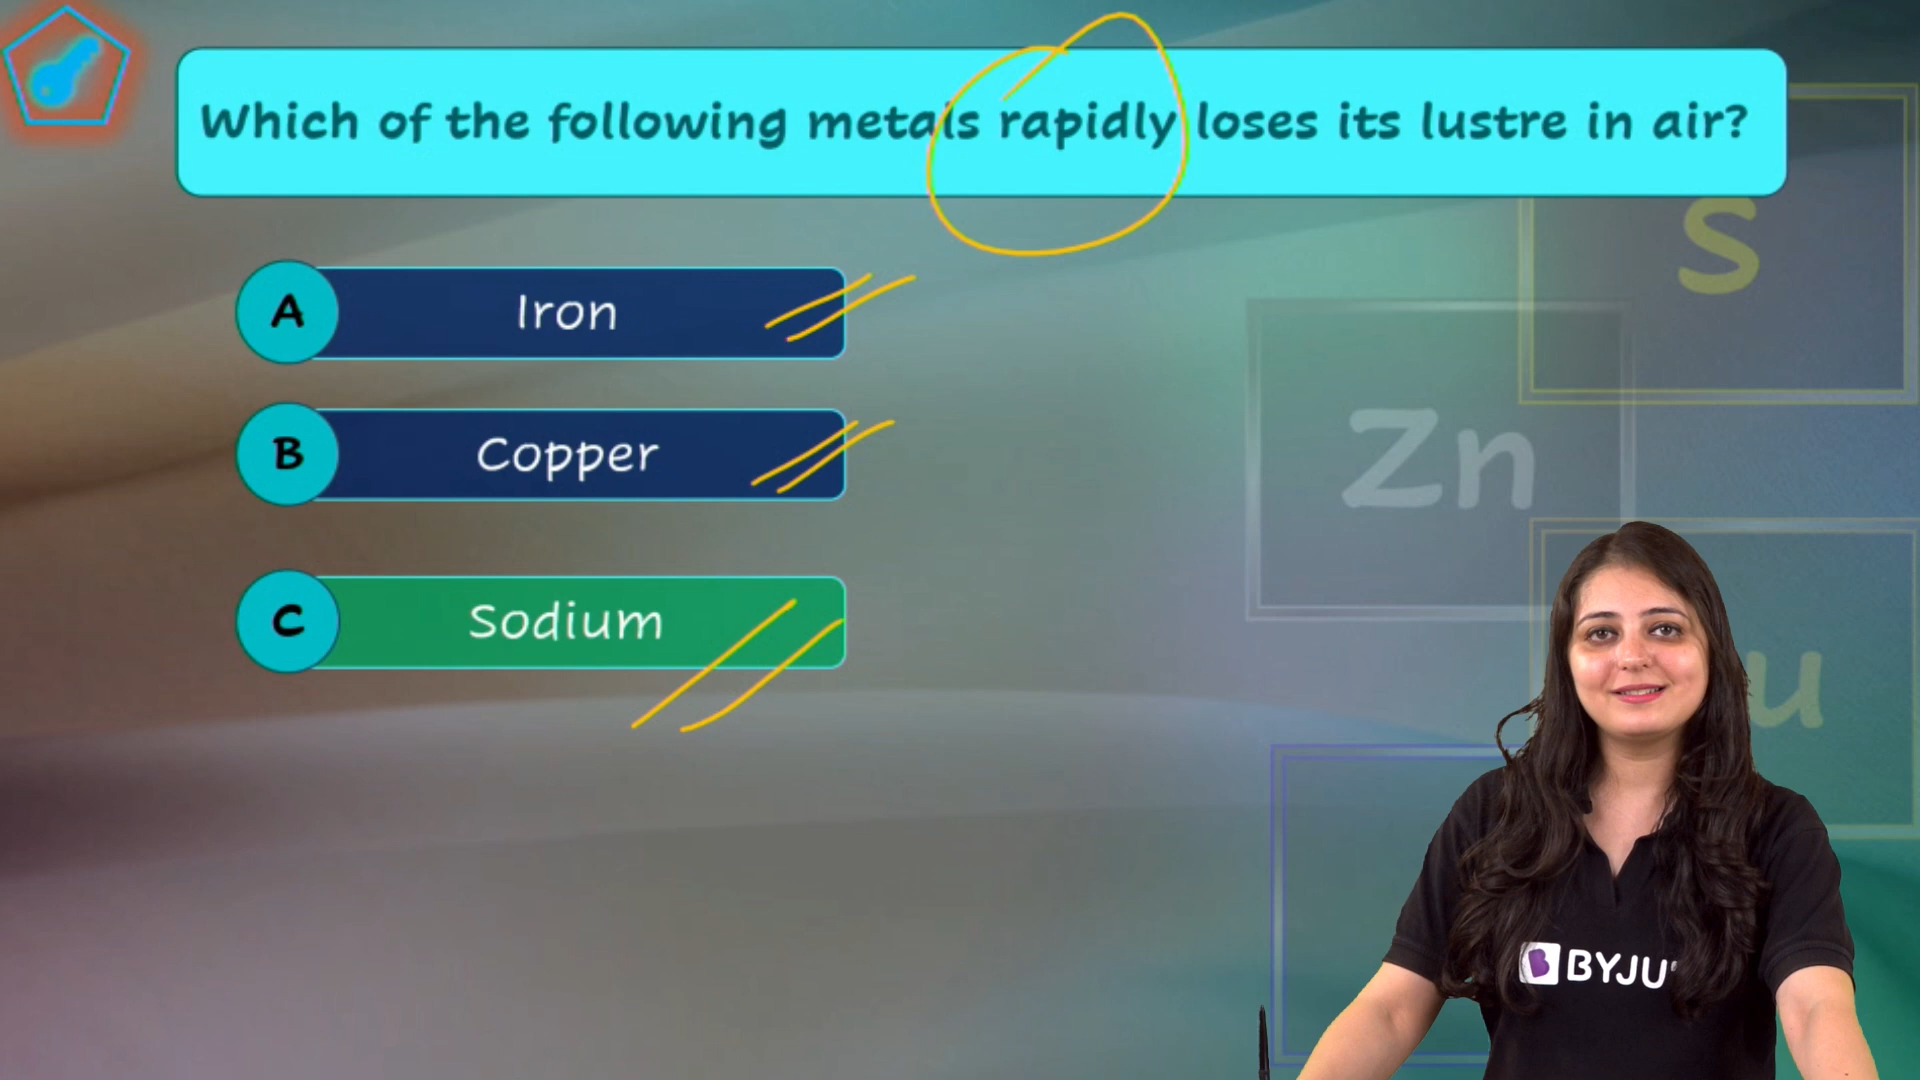 Which of the following metals rapidly loses its lustre in air?
A Iron
B Copper
C Sodium
S
Zn
u
BYJU'